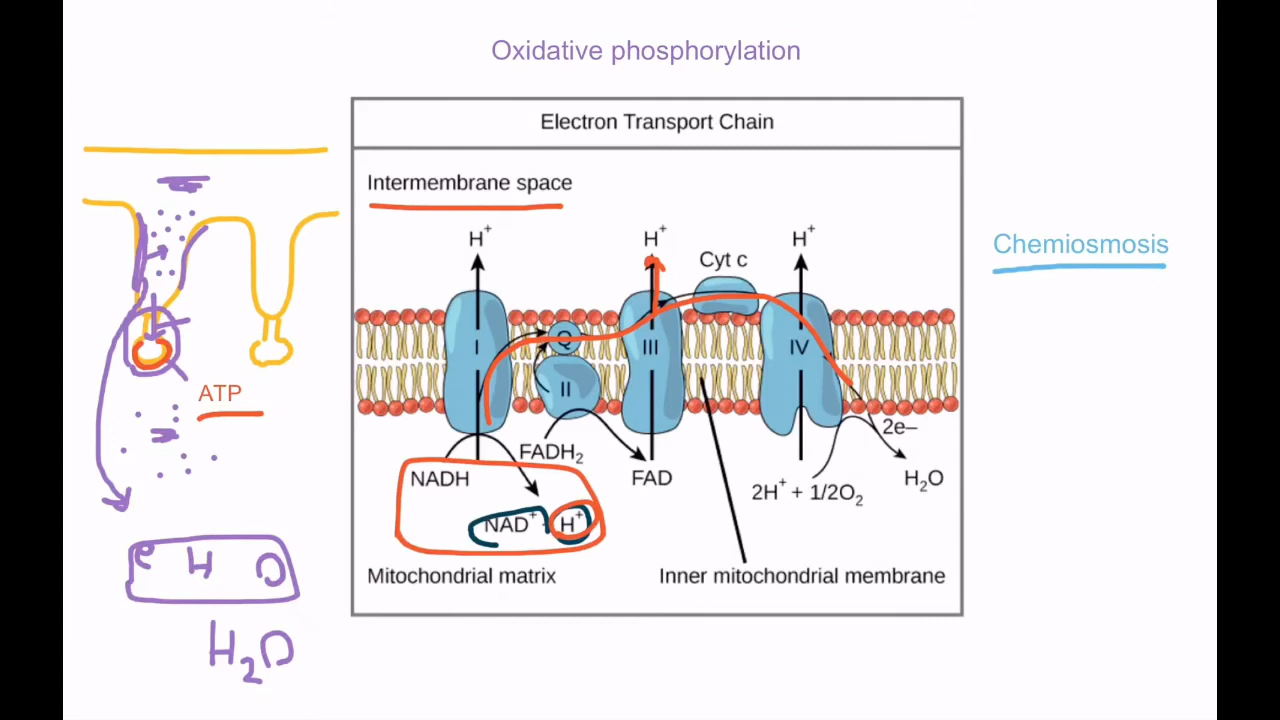 Oxidative phosphorylation
Electron Transport Chain
Intermembrane space
H⁺ H⁺ H⁺
Cyt c
Chemiosmosis
I Q III IV
II
ATP
2e–
FADH₂
NADH FAD H₂O
2H⁺ + 1/2O₂
NAD⁺ H⁺
e H O
Mitochondrial matrix Inner mitochondrial membrane
H₂O